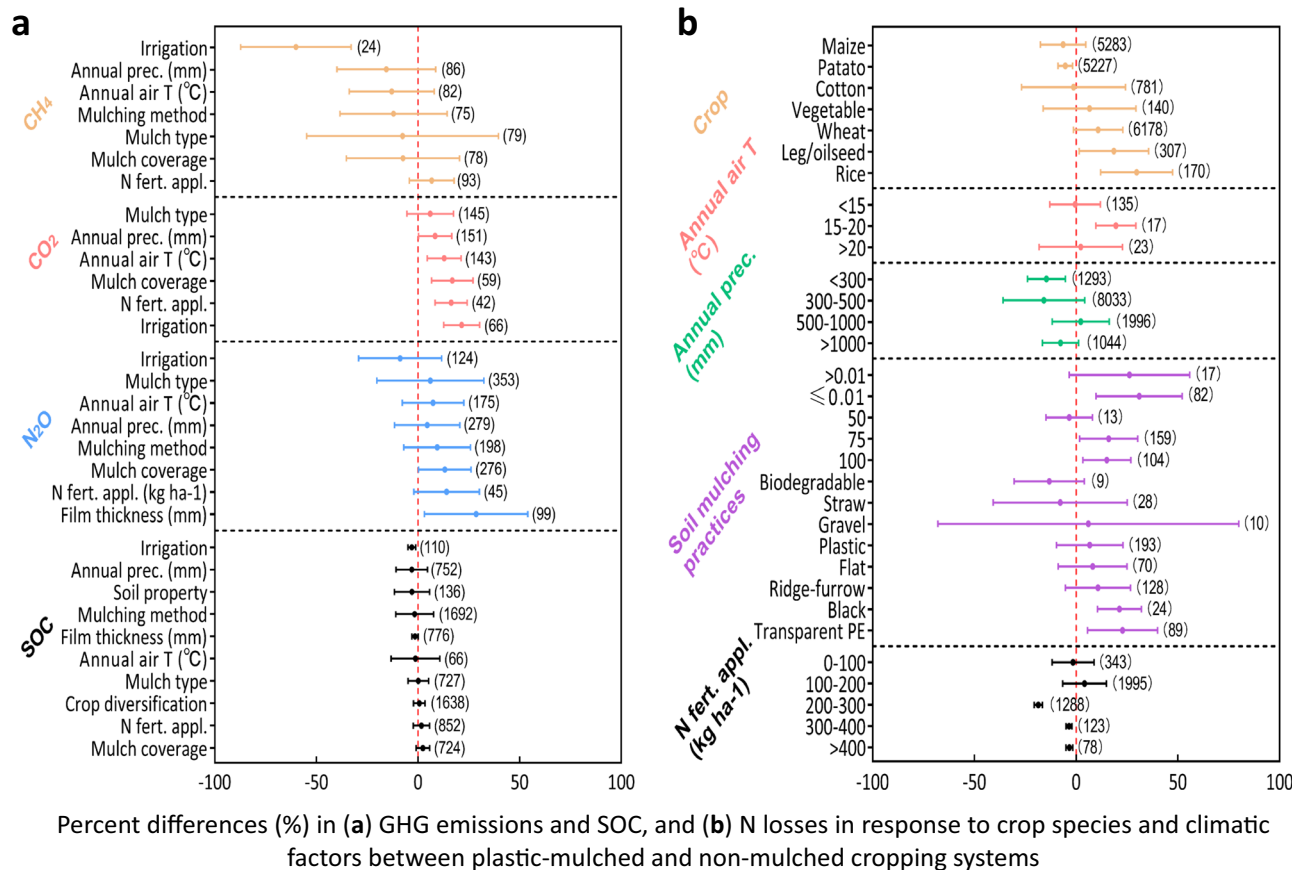 a
CH4
Irrigation (24)
Annual prec. (mm) (86)
Annual air T (°C) (82)
Mulching method (75)
Mulch type (79)
Mulch coverage (78)
N fert. appl. (93)
CO2
Mulch type (145)
Annual prec. (mm) (151)
Annual air T (°C) (143)
Mulch coverage (59)
N fert. appl. (42)
Irrigation (66)
N2O
Irrigation (124)
Mulch type (353)
Annual air T (°C) (175)
Annual prec. (mm) (279)
Mulching method (198)
Mulch coverage (276)
N fert. appl. (kg ha-1) (45)
Film thickness (mm) (99)
SOC
Irrigation (110)
Annual prec. (mm) (752)
Soil property (136)
Mulching method (1692)
Film thickness (mm) (776)
Annual air T (°C) (66)
Mulch type (727)
Crop diversification (1638)
N fert. appl. (852)
Mulch coverage (724)
-100 -50 0 50 100
b
Crop
Maize (5283)
Patato (5227)
Cotton (781)
Vegetable (140)
Wheat (6178)
Leg/oilseed (307)
Rice (170)
Annual air T
(°C)
<15 (135)
15-20 (17)
>20 (23)
Annual prec.
(mm)
<300 (1293)
300-500 (8033)
500-1000 (1996)
>1000 (1044)
Soil mulching
practices
>0.01 (17)
≤0.01 (82)
50 (13)
75 (159)
100 (104)
Biodegradable (9)
Straw (28)
Gravel (10)
Plastic (193)
Flat (70)
Ridge-furrow (128)
Black (24)
Transparent PE (89)
N fert. appl.
(kg ha-1)
0-100 (343)
100-200 (1995)
200-300 (1288)
300-400 (123)
>400 (78)
-100 -50 0 50 100
Percent differences (%) in (a) GHG emissions and SOC, and (b) N losses in response to crop species and climatic
factors between plastic-mulched and non-mulched cropping systems